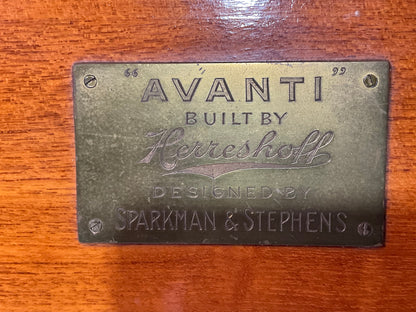 "AVANTI"
BUILT BY
Herreshoff
DESIGNED BY
SPARKMAN & STEPHENS